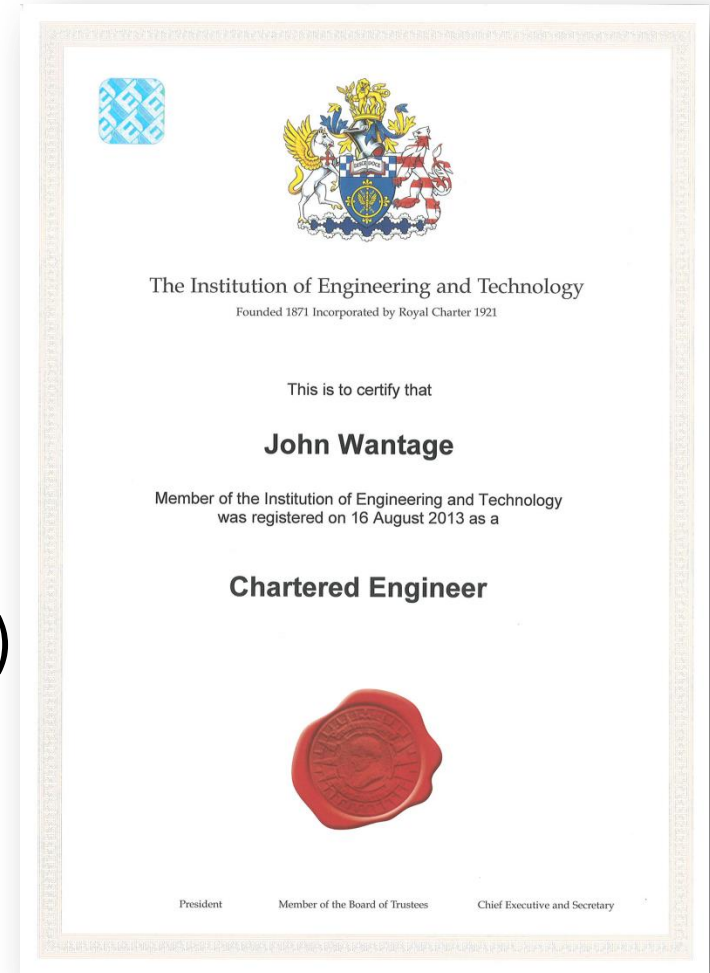 The Institution of Engineering and Technology
Founded 1871 Incorporated by Royal Charter 1921
This is to certify that
John Wantage
Member of the Institution of Engineering and Technology
was registered on 16 August 2013 as a
Chartered Engineer
President Member of the Board of Trustees Chief Executive and Secretary
)